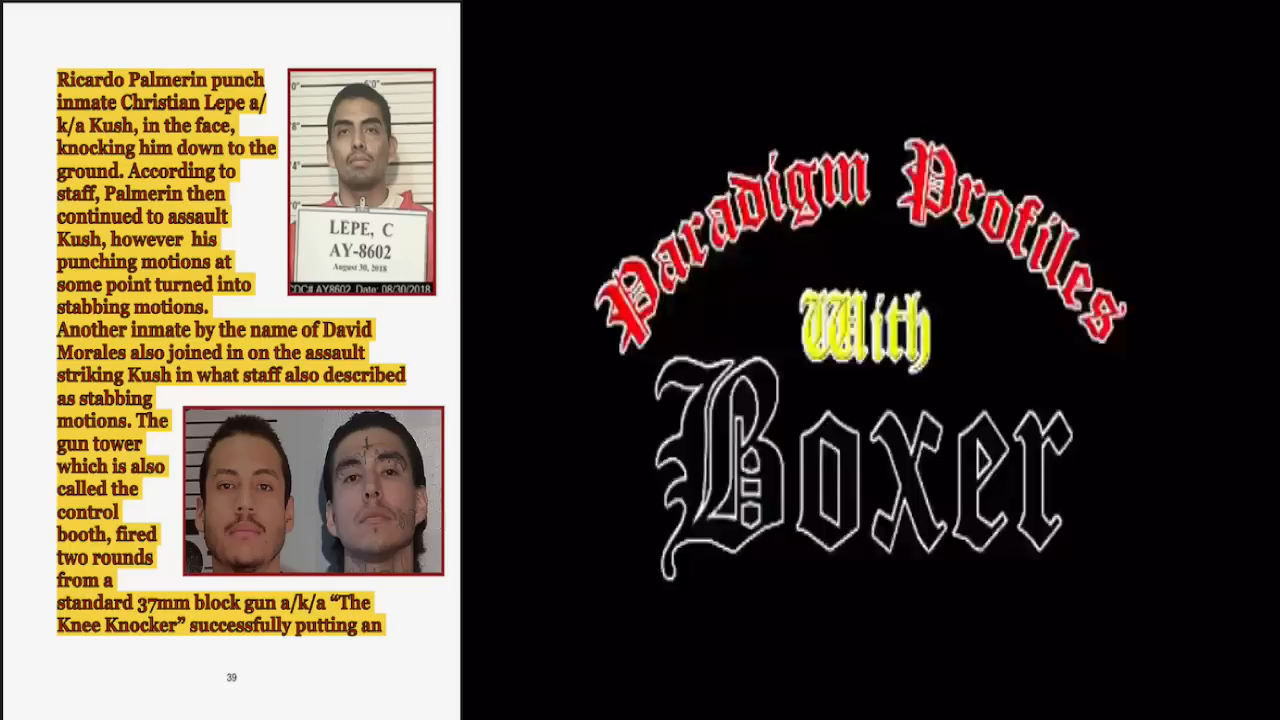 Ricardo Palmerin punch
inmate Christian Lepe a/
k/a Kush, in the face,
knocking him down to the
ground. According to
staff, Palmerin then
continued to assault
Kush, however his
punching motions at
some point turned into
stabbing motions.
Another inmate by the name of David
Morales also joined in on the assault
striking Kush in what staff also described
as stabbing
motions. The
gun tower
which is also
called the
control
booth, fired
two rounds
from a
standard 37mm block gun a/k/a “The
Knee Knocker” successfully putting an
39
LEPE, C
AY-8602
August 30, 2018
CDC# AY8602 Date: 08/30/2018
Paradigm Profiles
With
Boxer